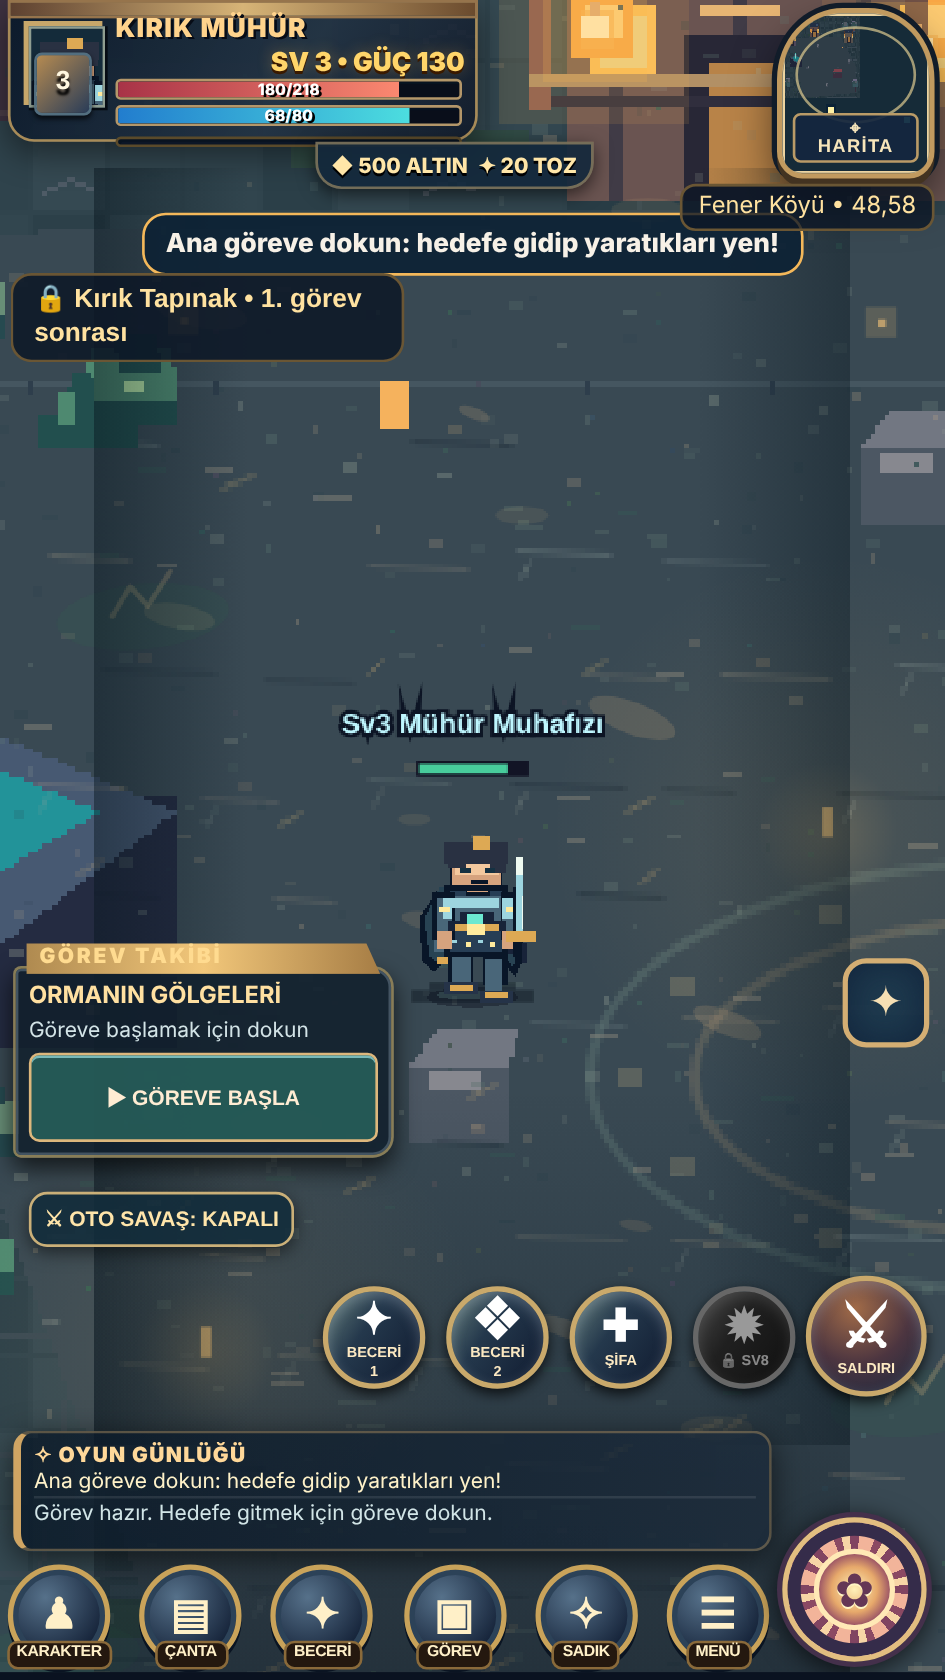 KIRIK MÜHÜR
SV 3 • GÜÇ 130
3
180/218
68/80
◆ 500 ALTIN ✦ 20 TOZ
HARİTA
Fener Köyü • 48,58
Ana göreve dokun: hedefe gidip yaratıkları yen!
🔒 Kırık Tapınak • 1. görev
sonrası
Sv3 Mühür Muhafızı
GÖREV TAKİBİ
ORMANIN GÖLGELERİ
Göreve başlamak için dokun
▶ GÖREVE BAŞLA
⚔ OTO SAVAŞ: KAPALI
BECERİ
1
BECERİ
2
ŞİFA
🔒 SV8
SALDIRI
✧ OYUN GÜNLÜĞÜ
Ana göreve dokun: hedefe gidip yaratıkları yen!
Görev hazır. Hedefe gitmek için göreve dokun.
KARAKTER
ÇANTA
BECERİ
GÖREV
SADIK
MENÜ